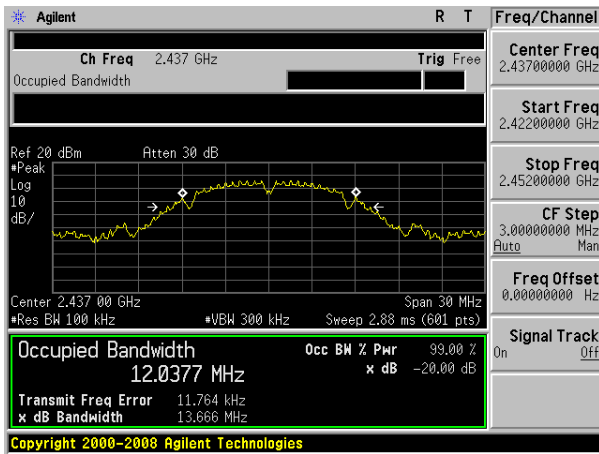 Agilent R T
Ch Freq 2.437 GHz Trig Free
Occupied Bandwidth
Ref 20 dBm Atten 30 dB
#Peak
Log
10
dB/
Center 2.437 00 GHz Span 30 MHz
#Res BW 100 kHz #VBW 300 kHz Sweep 2.88 ms (601 pts)
Occupied Bandwidth Occ BW % Pwr 99.00 %
12.0377 MHz x dB -20.00 dB
Transmit Freq Error 11.764 kHz
x dB Bandwidth 13.666 MHz
Copyright 2000-2008 Agilent Technologies
Freq/Channel
Center Freq
2.43700000 GHz
Start Freq
2.42200000 GHz
Stop Freq
2.45200000 GHz
CF Step
3.00000000 MHz
Auto Man
Freq Offset
0.00000000 Hz
Signal Track
On Off